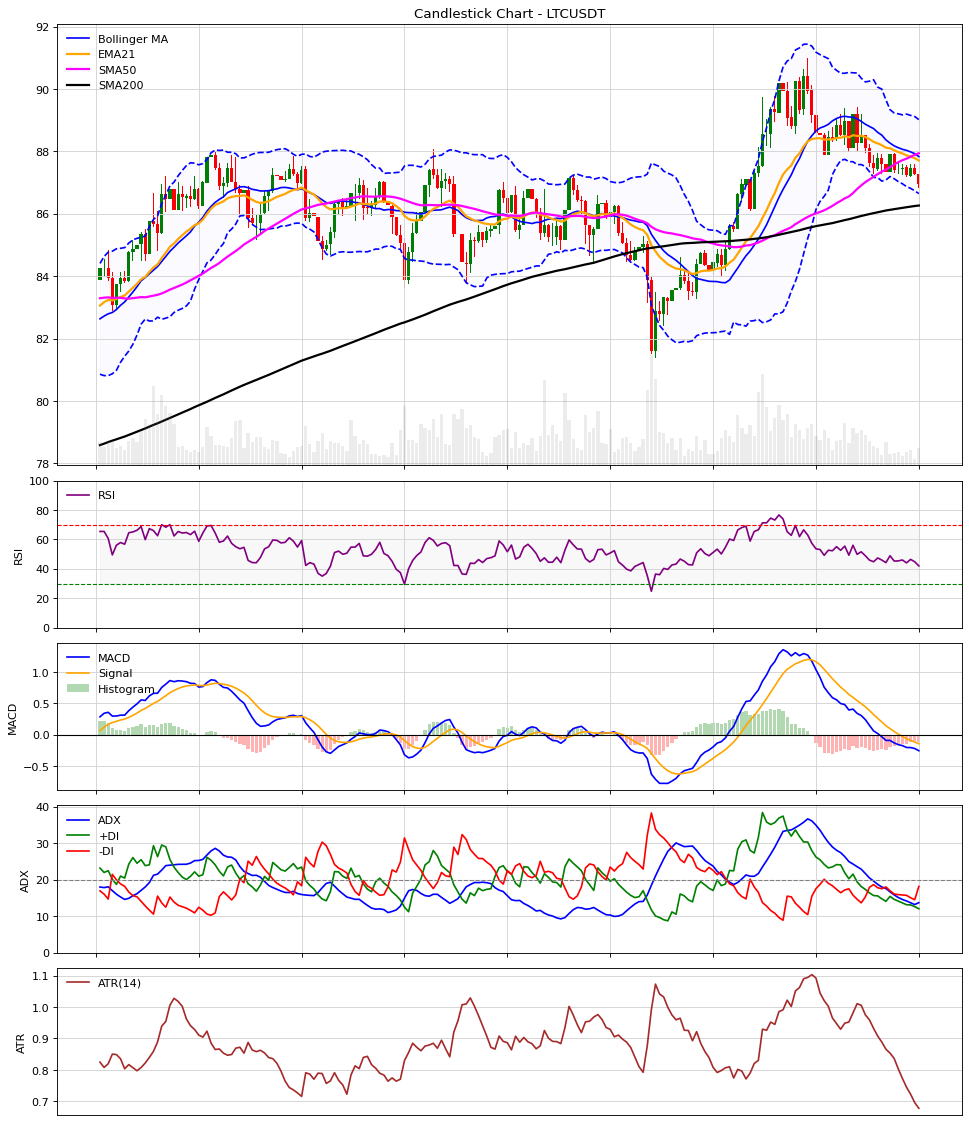 Candlestick Chart - LTCUSDT
92
90
88
86
84
82
80
78
Bollinger MA
EMA21
SMA50
SMA200
100
80
60
40
20
0
RSI
RSI
1.0
0.5
0.0
−0.5
MACD
MACD
Signal
Histogram
40
30
20
10
0
ADX
ADX
+DI
-DI
1.1
1.0
0.9
0.8
0.7
ATR
ATR(14)